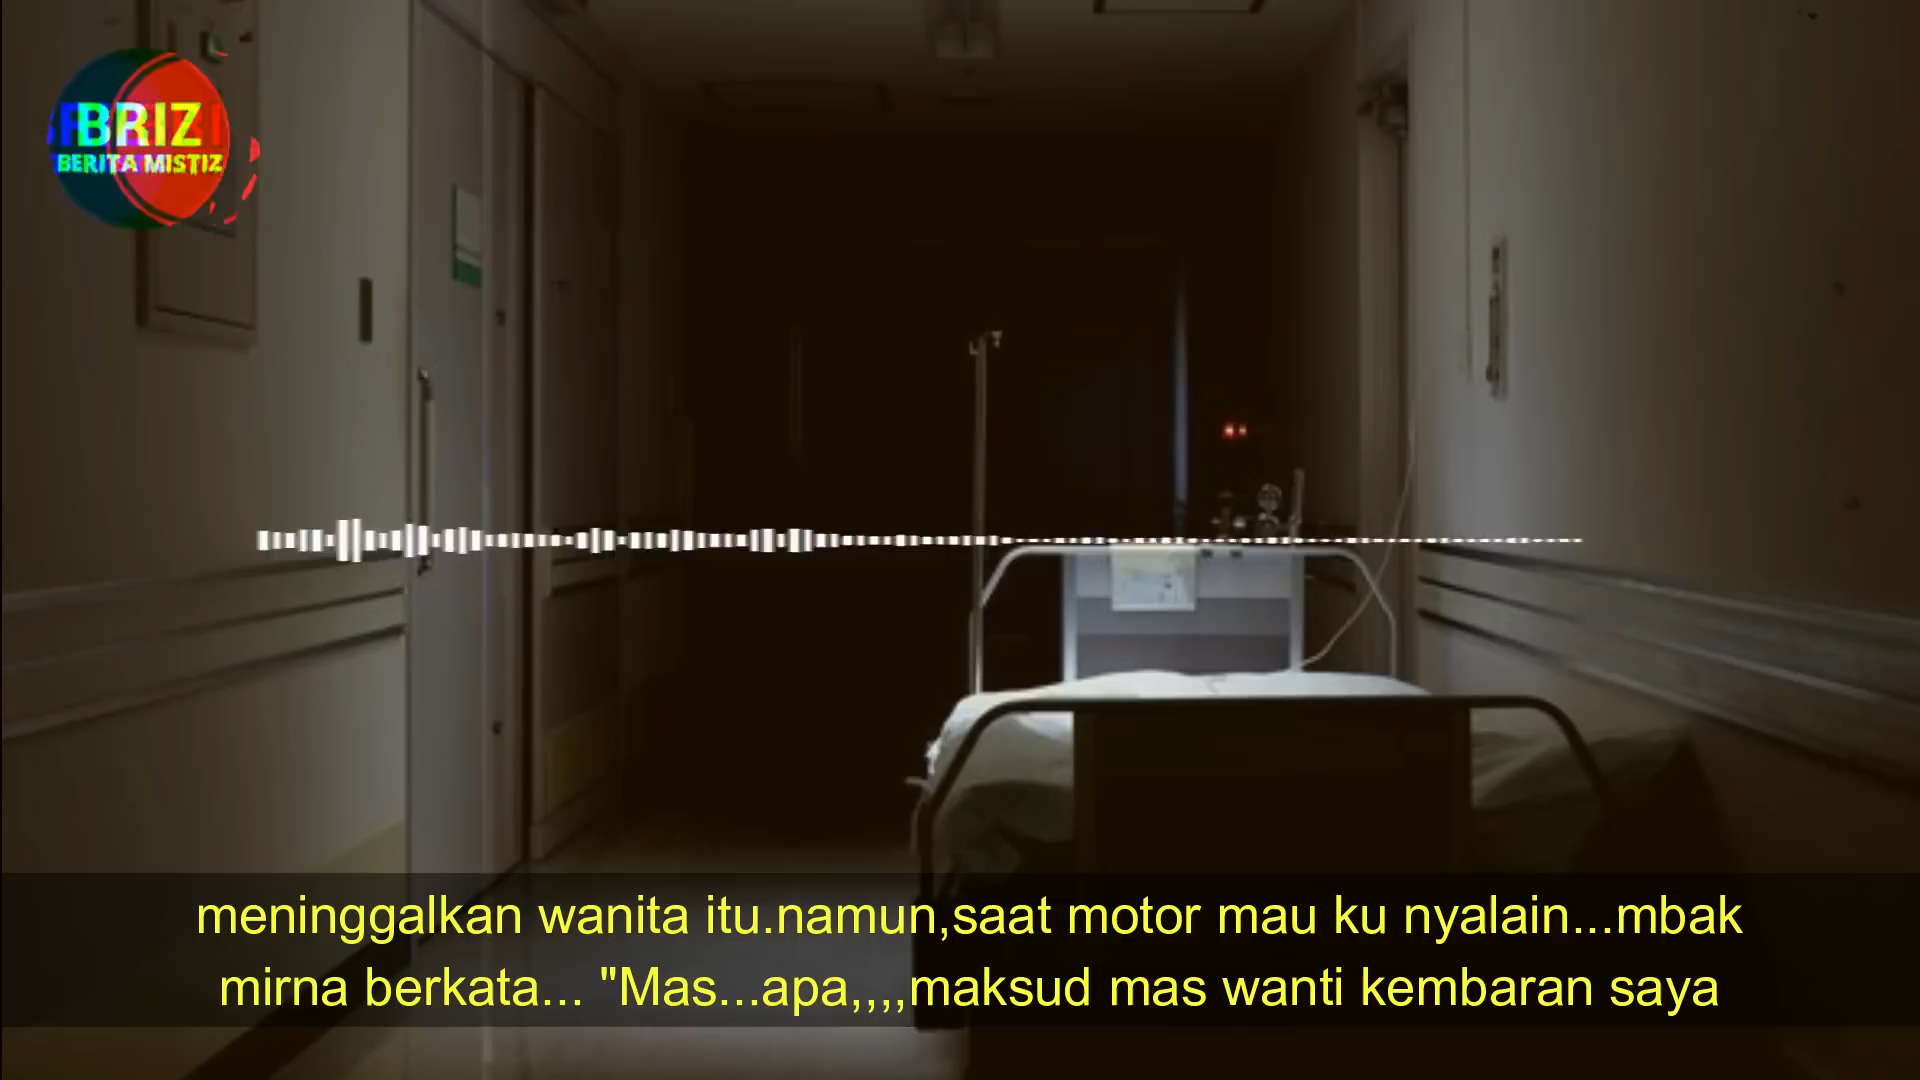 BRIZ
BERITA MISTIZ
meninggalkan wanita itu.namun,saat motor mau ku nyalain...mbak
mirna berkata... "Mas...apa,,,,maksud mas wanti kembaran saya